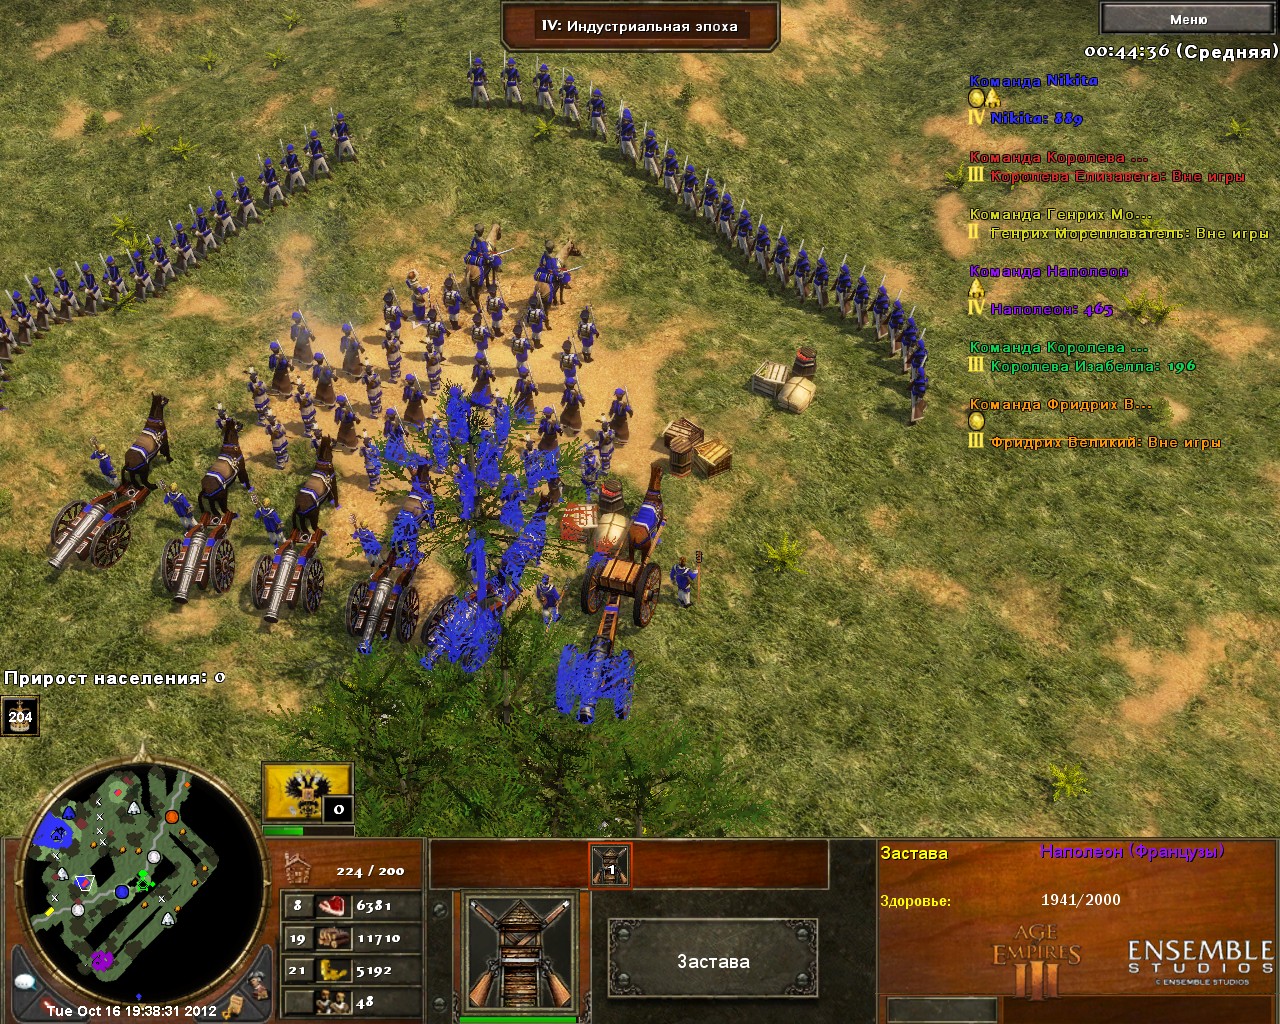 IV: Индустриальная эпоха
Меню
00:44:36 (Средняя)
Команда Nikita
IV Nikita: 889
Команда Королева ...
III Королева Елизавета: Вне игры
Команда Генрих Мо...
II Генрих Мореплаватель: Вне игры
Команда Наполеон
IV Наполеон: 465
Команда Королева ...
III Королева Изабелла: 196
Команда Фридрих В...
III Фридрих Великий: Вне игры
Прирост населения: 0
204
0
224 / 200
8 6381
19 11710
21 5192
48
Tue Oct 16 19:38:31 2012
1
Застава
Застава
Наполеон (Французы)
Здоровье: 1941/2000
AGE OF EMPIRES III
ENSEMBLE STUDIOS
© ENSEMBLE STUDIOS